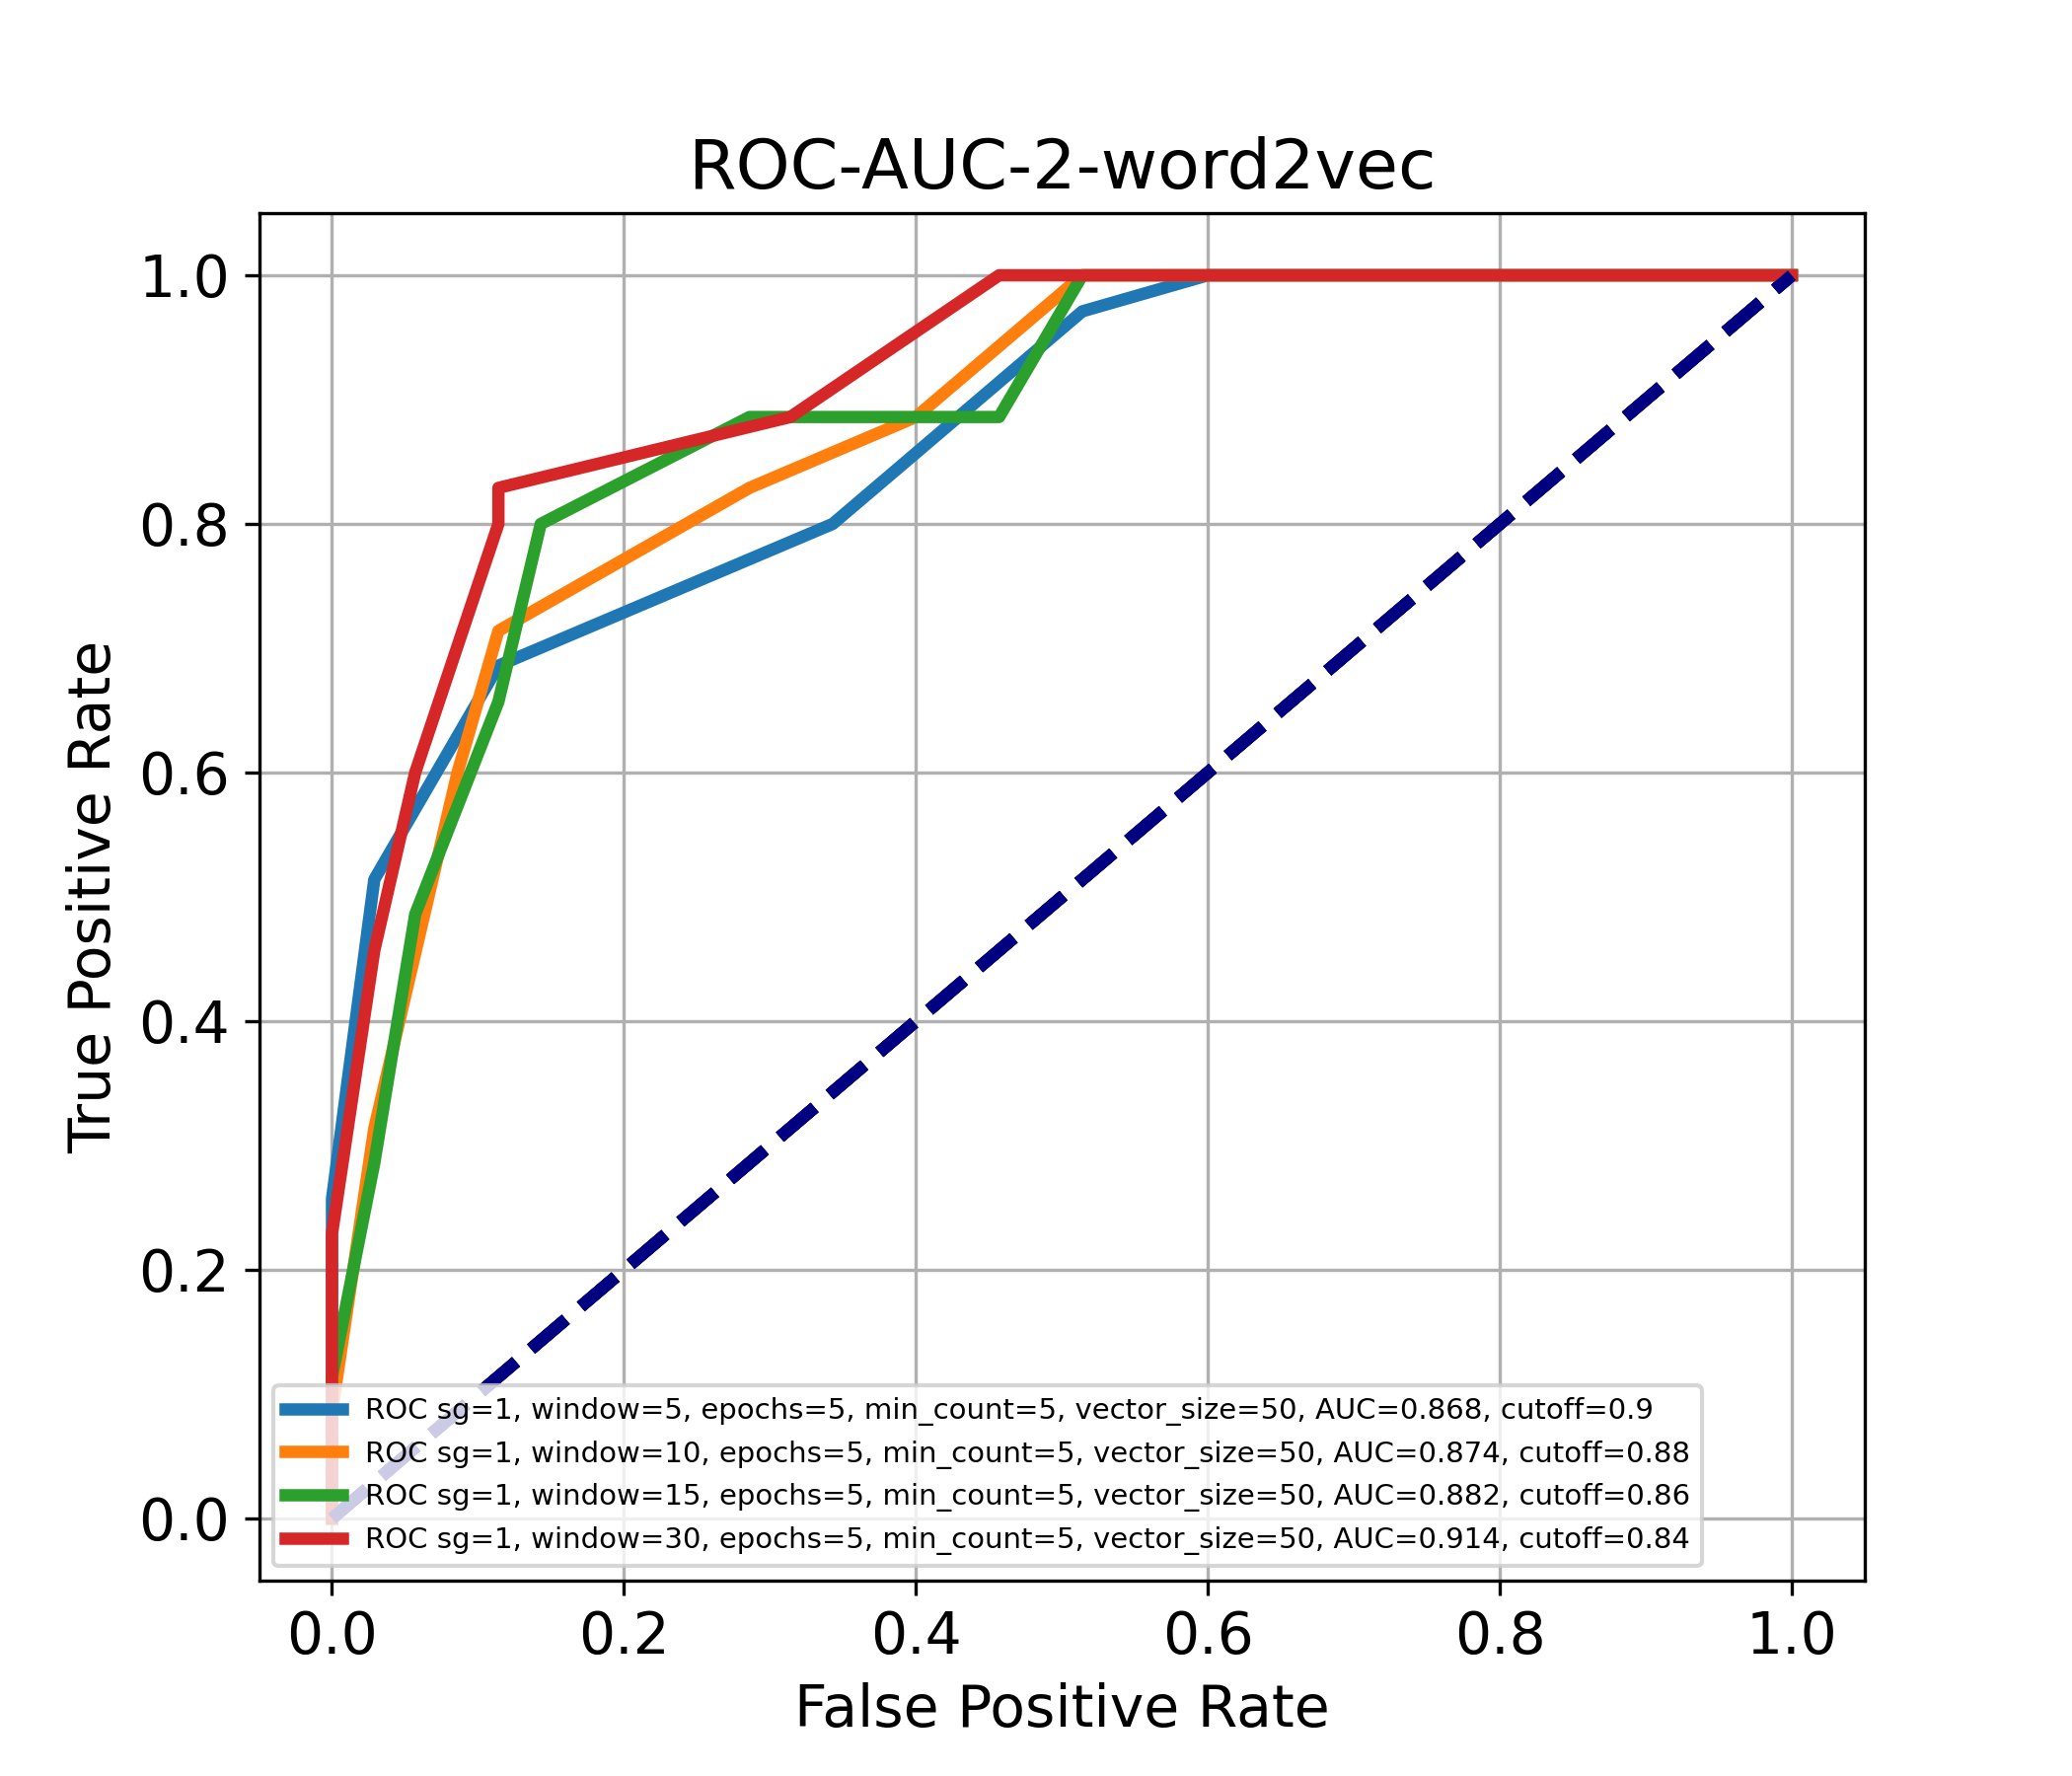 ROC-AUC-2-word2vec
1.0
0.8
0.6
0.4
0.2
0.0
True Positive Rate
ROC sg=1, window=5, epochs=5, min_count=5, vector_size=50, AUC=0.868, cutoff=0.9
ROC sg=1, window=10, epochs=5, min_count=5, vector_size=50, AUC=0.874, cutoff=0.88
ROC sg=1, window=15, epochs=5, min_count=5, vector_size=50, AUC=0.882, cutoff=0.86
ROC sg=1, window=30, epochs=5, min_count=5, vector_size=50, AUC=0.914, cutoff=0.84
0.0 0.2 0.4 0.6 0.8 1.0
False Positive Rate